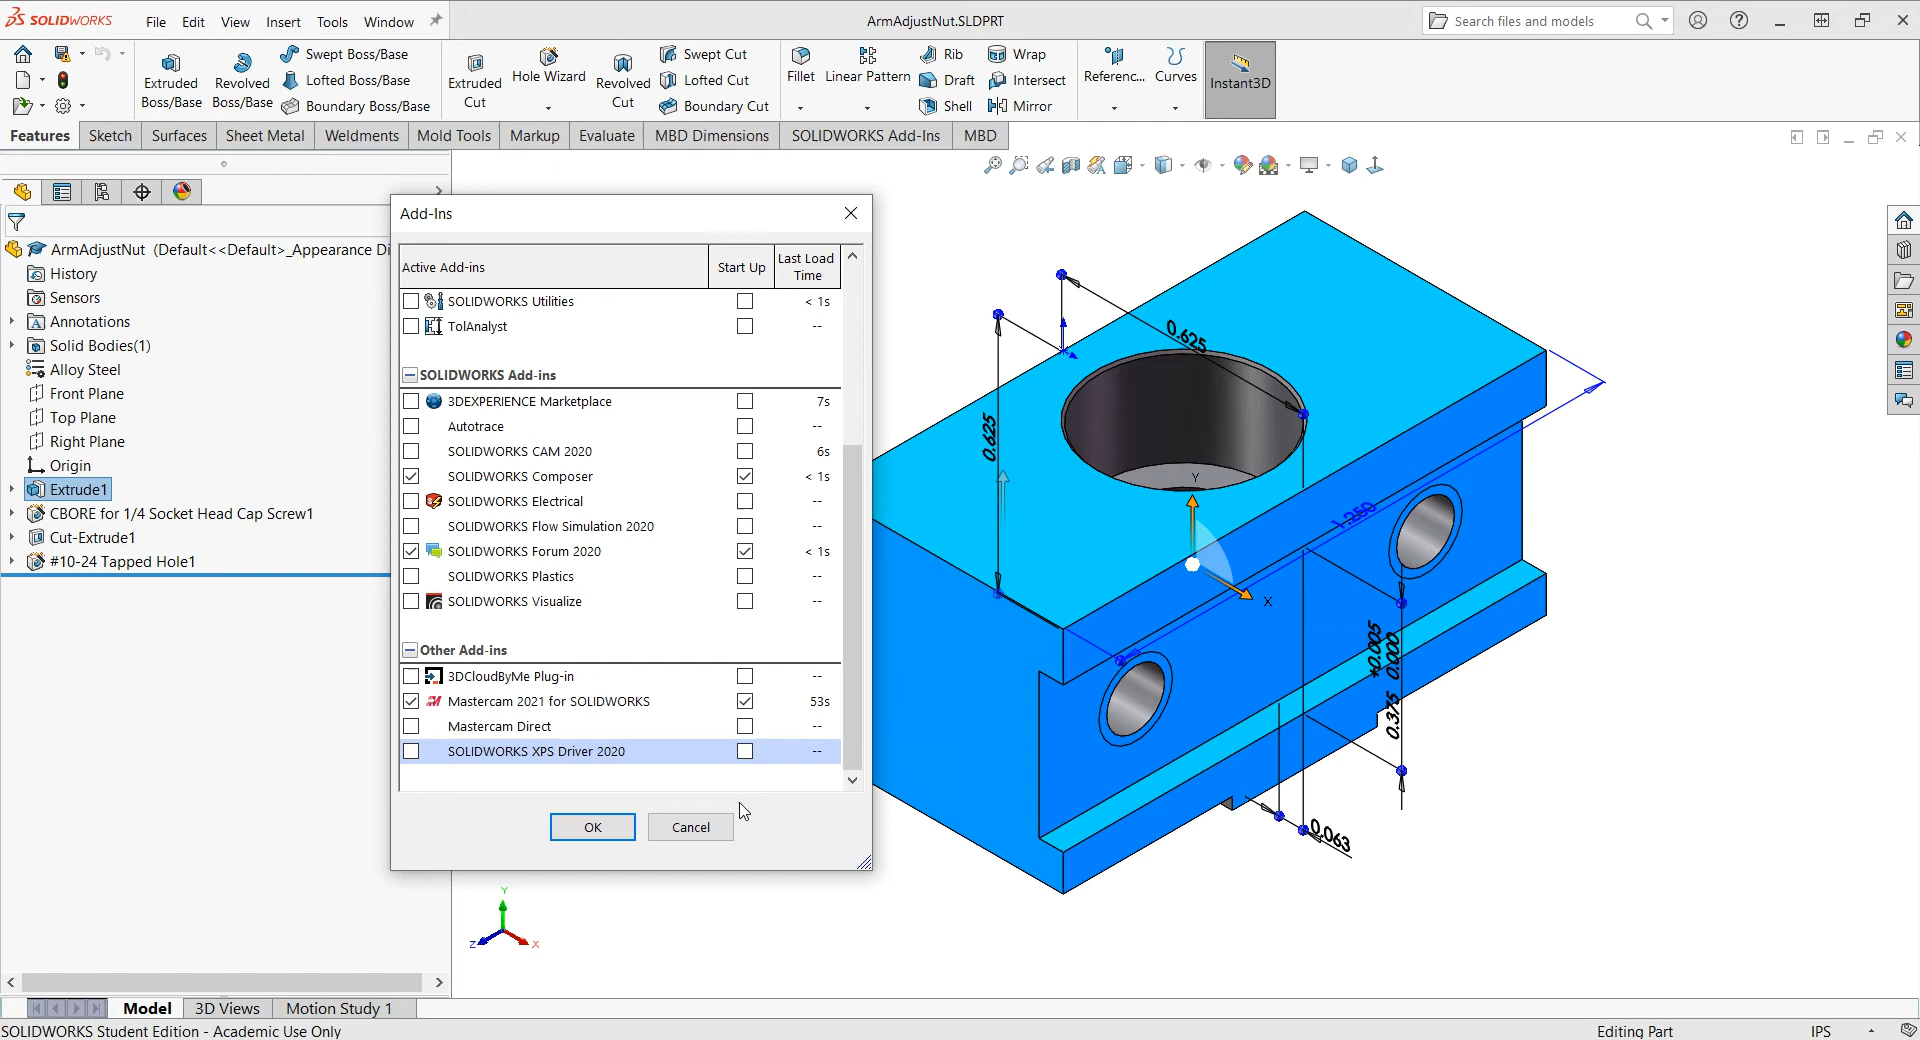 SOLIDWORKS
File Edit View Insert Tools Window
ArmAdjustNut.SLDPRT
Search files and models
Extruded Boss/Base
Revolved Boss/Base
Swept Boss/Base
Lofted Boss/Base
Boundary Boss/Base
Extruded Cut
Hole Wizard
Revolved Cut
Swept Cut
Lofted Cut
Boundary Cut
Fillet
Linear Pattern
Rib
Draft
Shell
Wrap
Intersect
Mirror
Referenc...
Curves
Instant3D
Features Sketch Surfaces Sheet Metal Weldments Mold Tools Markup Evaluate MBD Dimensions SOLIDWORKS Add-Ins MBD
ArmAdjustNut (Default<<Default>_Appearance Di
History
Sensors
Annotations
Solid Bodies(1)
Alloy Steel
Front Plane
Top Plane
Right Plane
Origin
Extrude1
CBORE for 1/4 Socket Head Cap Screw1
Cut-Extrude1
#10-24 Tapped Hole1
Add-Ins
Active Add-ins Start Up Last Load Time
SOLIDWORKS Utilities < 1s
TolAnalyst --
SOLIDWORKS Add-ins
3DEXPERIENCE Marketplace 7s
Autotrace --
SOLIDWORKS CAM 2020 6s
SOLIDWORKS Composer < 1s
SOLIDWORKS Electrical --
SOLIDWORKS Flow Simulation 2020 --
SOLIDWORKS Forum 2020 < 1s
SOLIDWORKS Plastics --
SOLIDWORKS Visualize --
Other Add-ins
3DCloudByMe Plug-in --
Mastercam 2021 for SOLIDWORKS 53s
Mastercam Direct --
SOLIDWORKS XPS Driver 2020 --
OK Cancel
0.625
0.625
1.250
Y
X
+0.005
0.375 0.000
0.063
Y
Z X
Model 3D Views Motion Study 1
SOLIDWORKS Student Edition - Academic Use Only
Editing Part IPS